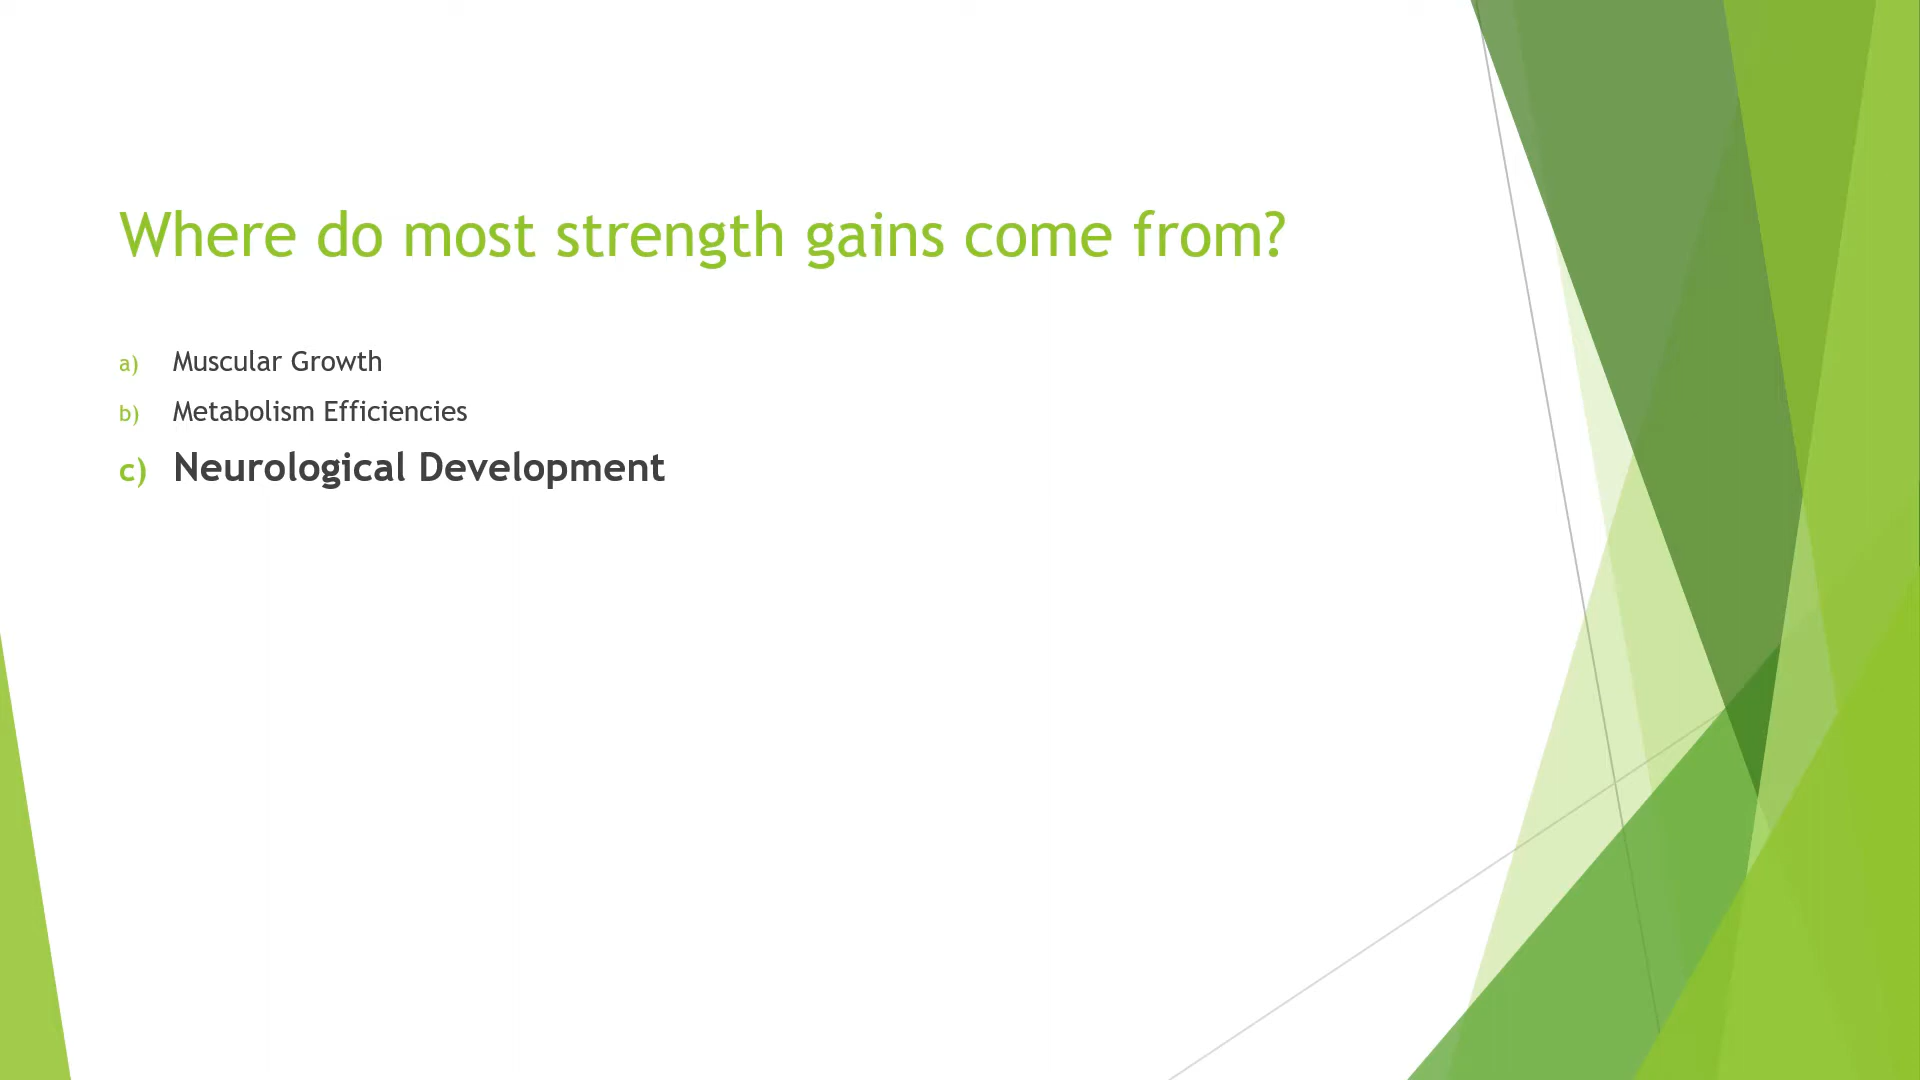 Where do most strength gains come from?
a) Muscular Growth
b) Metabolism Efficiencies
c) Neurological Development